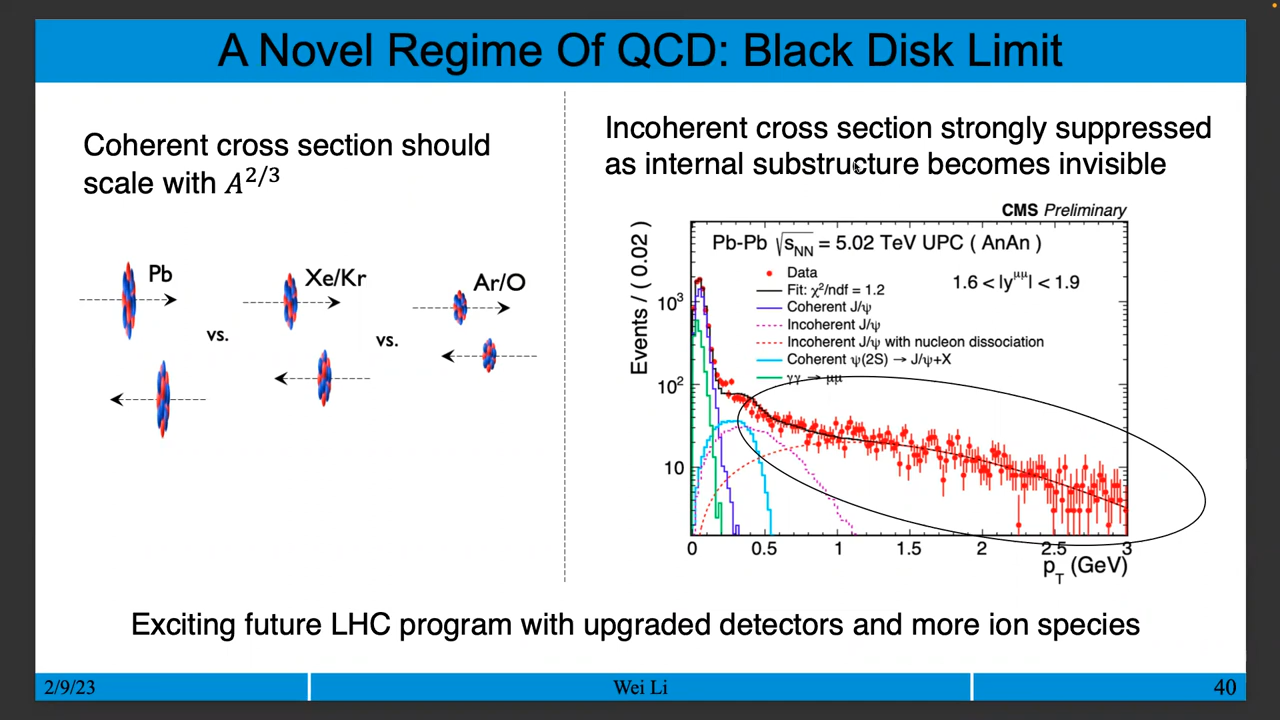 A Novel Regime Of QCD: Black Disk Limit
Coherent cross section should
scale with A^{2/3}
Pb
vs.
Xe/Kr
vs.
Ar/O
Incoherent cross section strongly suppressed
as internal substructure becomes invisible
CMS Preliminary
Events / ( 0.02 )
Pb-Pb √s_NN = 5.02 TeV UPC ( AnAn )
1.6 < |y^μμ| < 1.9
Data
Fit: χ²/ndf = 1.2
Coherent J/ψ
Incoherent J/ψ
Incoherent J/ψ with nucleon dissociation
Coherent ψ(2S) → J/ψ+X
γγ → μμ
10³
10²
10
0 0.5 1 1.5 2 2.5 3
p_T (GeV)
Exciting future LHC program with upgraded detectors and more ion species
2/9/23
Wei Li
40